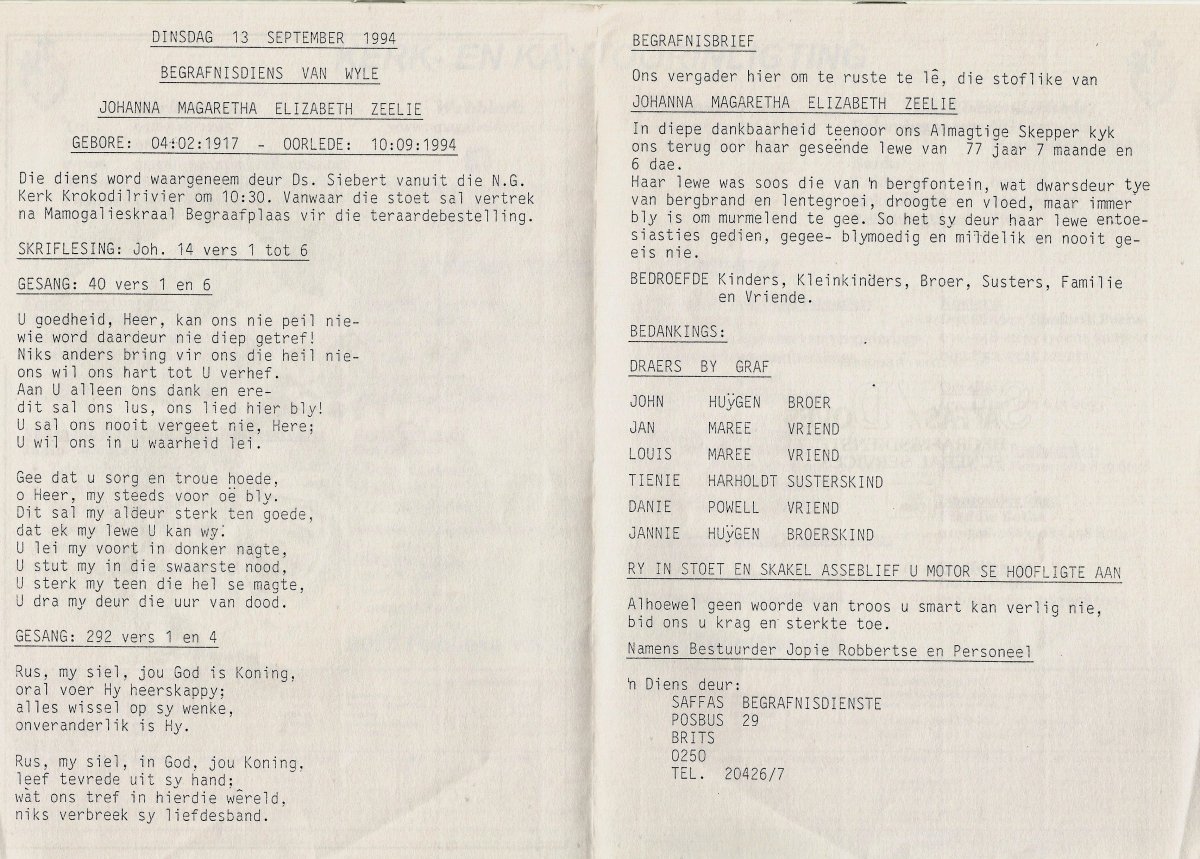 DINSDAG 13 SEPTEMBER 1994
BEGRAFNISDIENS VAN WYLE
JOHANNA MAGARETHA ELIZABETH ZEELIE
GEBORE: 04:02:1917 - OORLEDE: 10:09:1994
Die diens word waargeneem deur Ds. Siebert vanuit die N.G.
Kerk Krokodilrivier om 10:30. Vanwaar die stoet sal vertrek
na Mamogalieskraal Begraafplaas vir die teraardebestelling.
SKRIFLESING: Joh. 14 vers 1 tot 6
GESANG: 40 vers 1 en 6
U goedheid, Heer, kan ons nie peil nie-
wie word daardeur nie diep getref!
Niks anders bring vir ons die heil nie-
ons wil ons hart tot U verhef.
Aan U alleen ons dank en ere-
dit sal ons lus, ons lied hier bly!
U sal ons nooit vergeet nie, Here;
U wil ons in u waarheid lei.
Gee dat u sorg en troue hoede,
o Heer, my steeds voor oë bly.
Dit sal my aldeur sterk ten goede,
dat ek my lewe U kan wy.
U lei my voort in donker nagte,
U stut my in die swaarste nood,
U sterk my teen die hel se magte,
U dra my deur die uur van dood.
GESANG: 292 vers 1 en 4
Rus, my siel, jou God is Koning,
oral voer Hy heerskappy;
alles wissel op sy wenke,
onveranderlik is Hy.
Rus, my siel, in God, jou Koning,
leef tevrede uit sy hand;
wàt ons tref in hierdie wêreld,
niks verbreek sy liefdesband.
BEGRAFNISBRIEF
Ons vergader hier om te ruste te lê, die stoflike van
JOHANNA MAGARETHA ELIZABETH ZEELIE
In diepe dankbaarheid teenoor ons Almagtige Skepper kyk
ons terug oor haar geseënde lewe van 77 jaar 7 maande en
6 dae.
Haar lewe was soos die van 'n bergfontein, wat dwarsdeur tye
van bergbrand en lentegroei, droogte en vloed, maar immer
bly is om murmelend te gee. So het sy deur haar lewe entoe-
siasties gedien, gegee- blymoedig en mildelik en nooit ge-
eis nie.
BEDROEFDE Kinders, Kleinkinders, Broer, Susters, Familie
en Vriende.
BEDANKINGS:
DRAERS BY GRAF
JOHN HUŸGEN BROER
JAN MAREE VRIEND
LOUIS MAREE VRIEND
TIENIE HARHOLDT SUSTERSKIND
DANIE POWELL VRIEND
JANNIE HUŸGEN BROERSKIND
RY IN STOET EN SKAKEL ASSEBLIEF U MOTOR SE HOOFLIGTE AAN
Alhoewel geen woorde van troos u smart kan verlig nie,
bid ons u krag en sterkte toe.
Namens Bestuurder Jopie Robbertse en Personeel
'n Diens deur:
SAFFAS BEGRAFNISDIENSTE
POSBUS 29
BRITS
0250
TEL. 20426/7